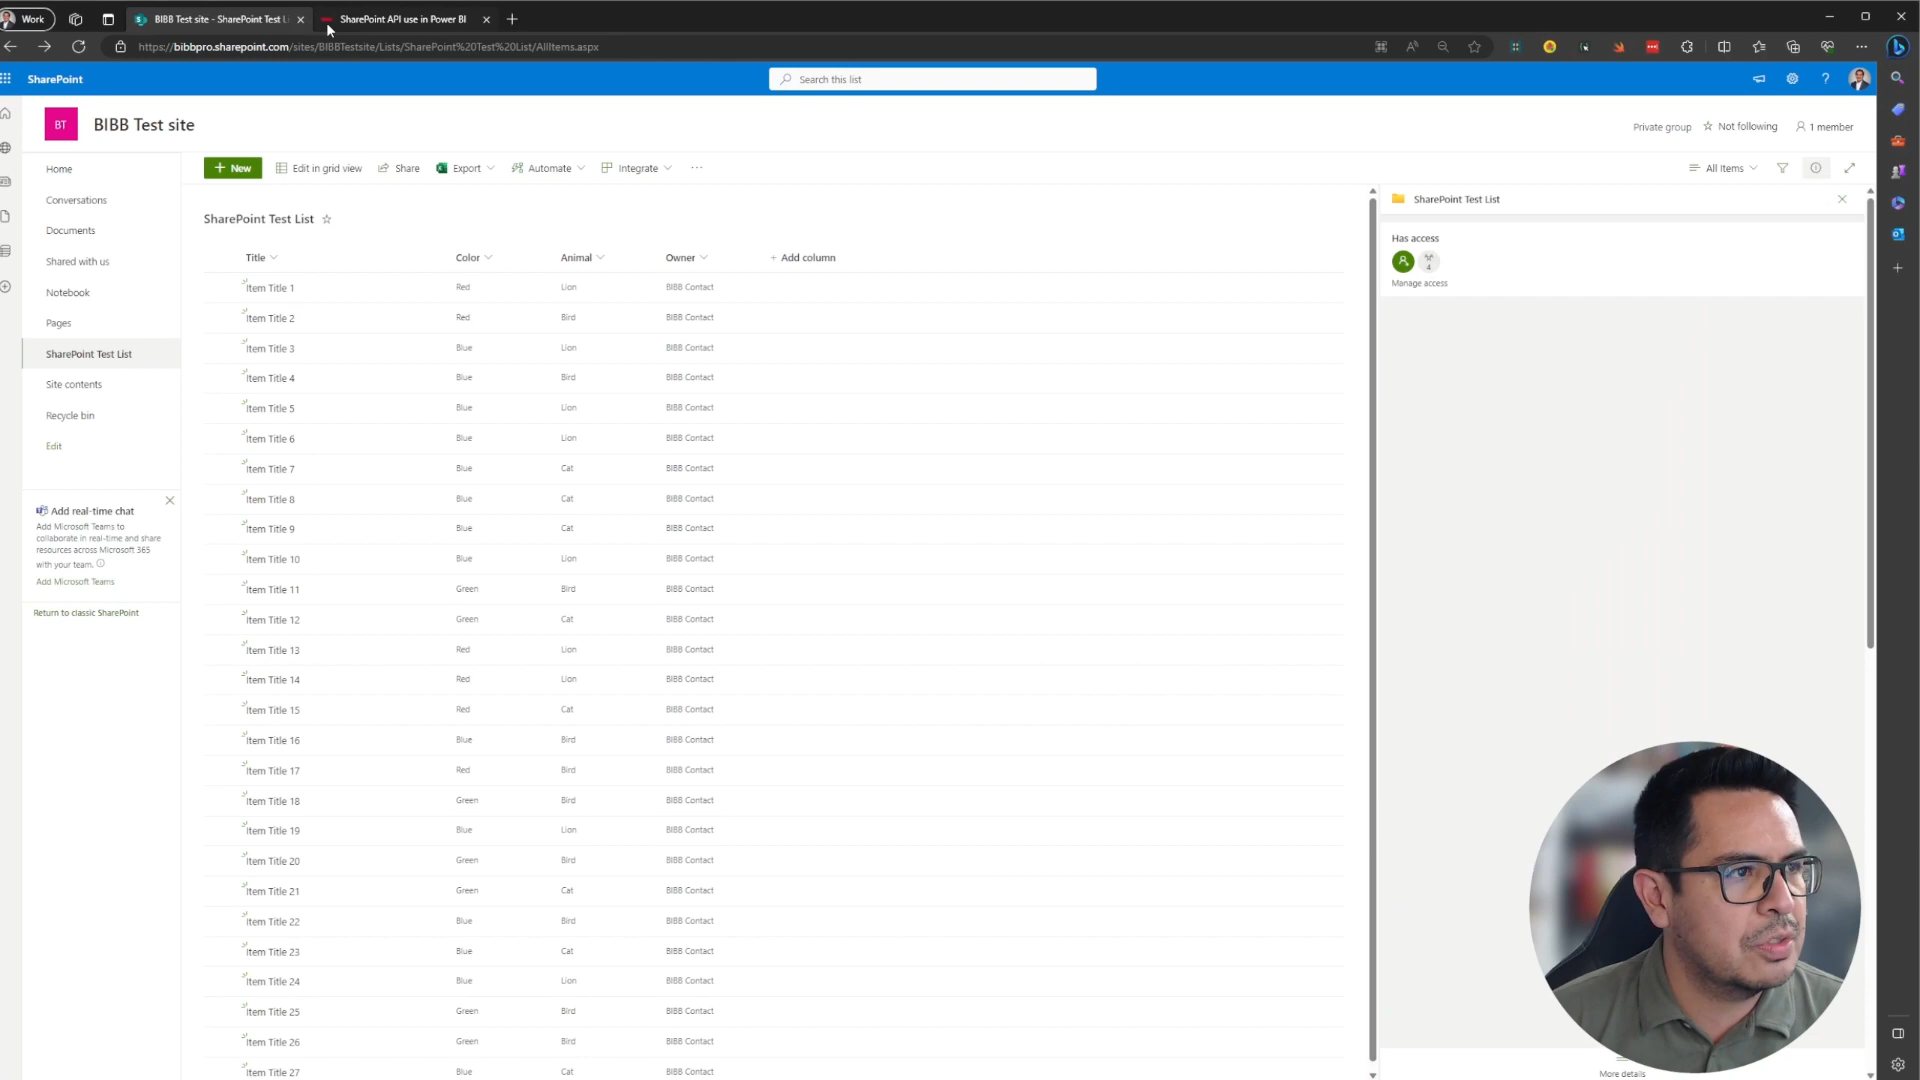 Work
BIBB Test site - SharePoint Test Li
SharePoint API use in Power BI
https://bibbpro.sharepoint.com/sites/BIBBTestsite/Lists/SharePoint%20Test%20List/AllItems.aspx
SharePoint
Search this list
BT
BIBB Test site
Private group
Not following
1 member
Home
Conversations
Documents
Shared with us
Notebook
Pages
SharePoint Test List
Site contents
Recycle bin
Edit
Add real-time chat
Add Microsoft Teams to
collaborate in real-time and share
resources across Microsoft 365
with your team.
Add Microsoft Teams
Return to classic SharePoint
New
Edit in grid view
Share
Export
Automate
Integrate
All Items
SharePoint Test List
Title Color Animal Owner + Add column
Item Title 1 Red Lion BIBB Contact
Item Title 2 Red Bird BIBB Contact
Item Title 3 Blue Lion BIBB Contact
Item Title 4 Blue Bird BIBB Contact
Item Title 5 Blue Lion BIBB Contact
Item Title 6 Blue Lion BIBB Contact
Item Title 7 Blue Cat BIBB Contact
Item Title 8 Blue Cat BIBB Contact
Item Title 9 Blue Cat BIBB Contact
Item Title 10 Blue Lion BIBB Contact
Item Title 11 Green Bird BIBB Contact
Item Title 12 Green Cat BIBB Contact
Item Title 13 Red Lion BIBB Contact
Item Title 14 Red Lion BIBB Contact
Item Title 15 Red Cat BIBB Contact
Item Title 16 Blue Bird BIBB Contact
Item Title 17 Red Bird BIBB Contact
Item Title 18 Green Bird BIBB Contact
Item Title 19 Blue Lion BIBB Contact
Item Title 20 Green Bird BIBB Contact
Item Title 21 Green Cat BIBB Contact
Item Title 22 Blue Bird BIBB Contact
Item Title 23 Blue Cat BIBB Contact
Item Title 24 Blue Lion BIBB Contact
Item Title 25 Green Bird BIBB Contact
Item Title 26 Green Bird BIBB Contact
Item Title 27 Blue Cat BIBB Contact
SharePoint Test List
Has access
4
Manage access
More details